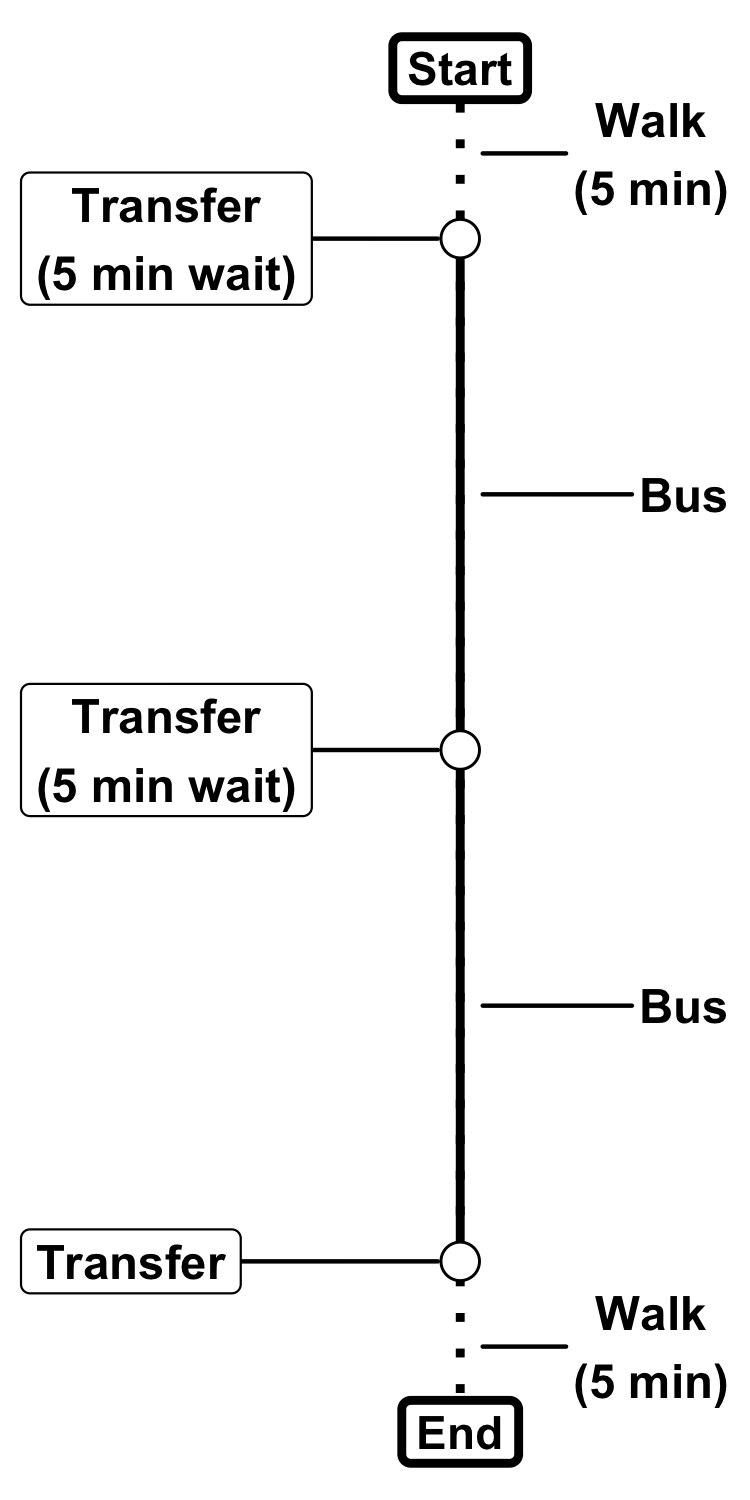 Start
Walk
(5 min)
Transfer
(5 min wait)
Bus
Transfer
(5 min wait)
Bus
Transfer
Walk
(5 min)
End